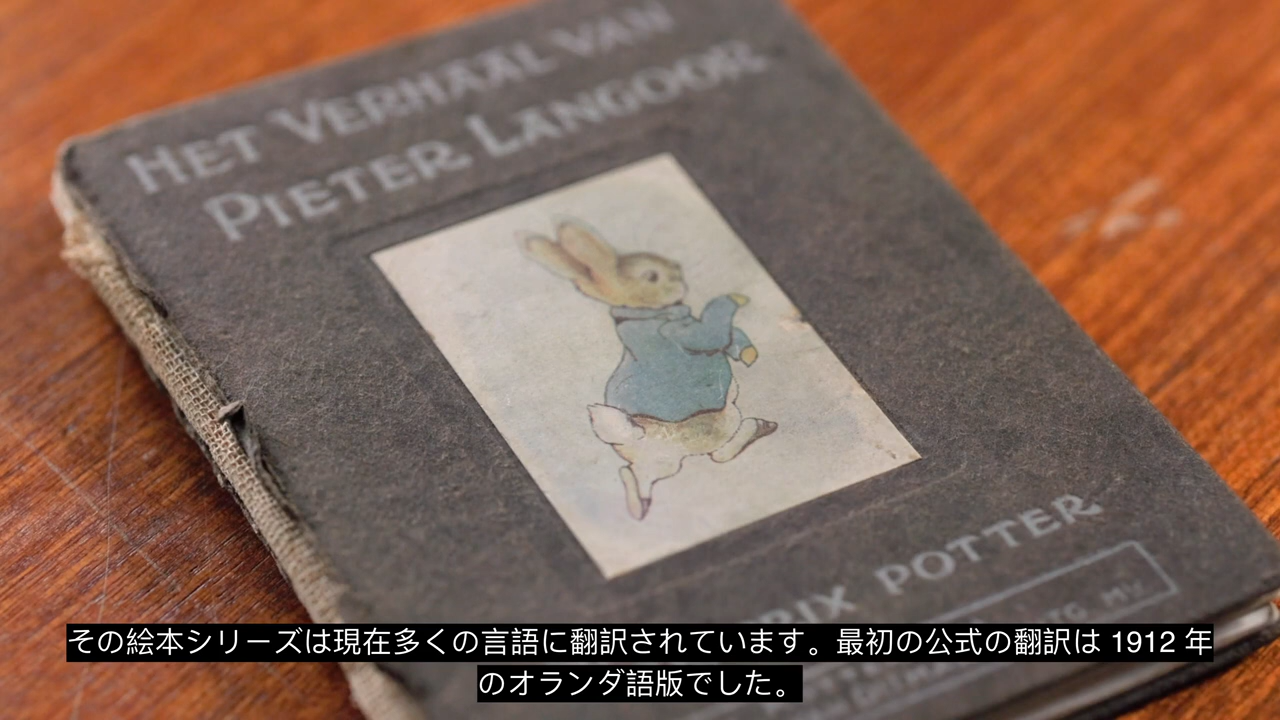 HET VERHAAL VAN
PIETER LANGOOR
POTTER
その絵本シリーズは現在多くの言語に翻訳されています。最初の公式の翻訳は 1912 年
のオランダ語版でした。